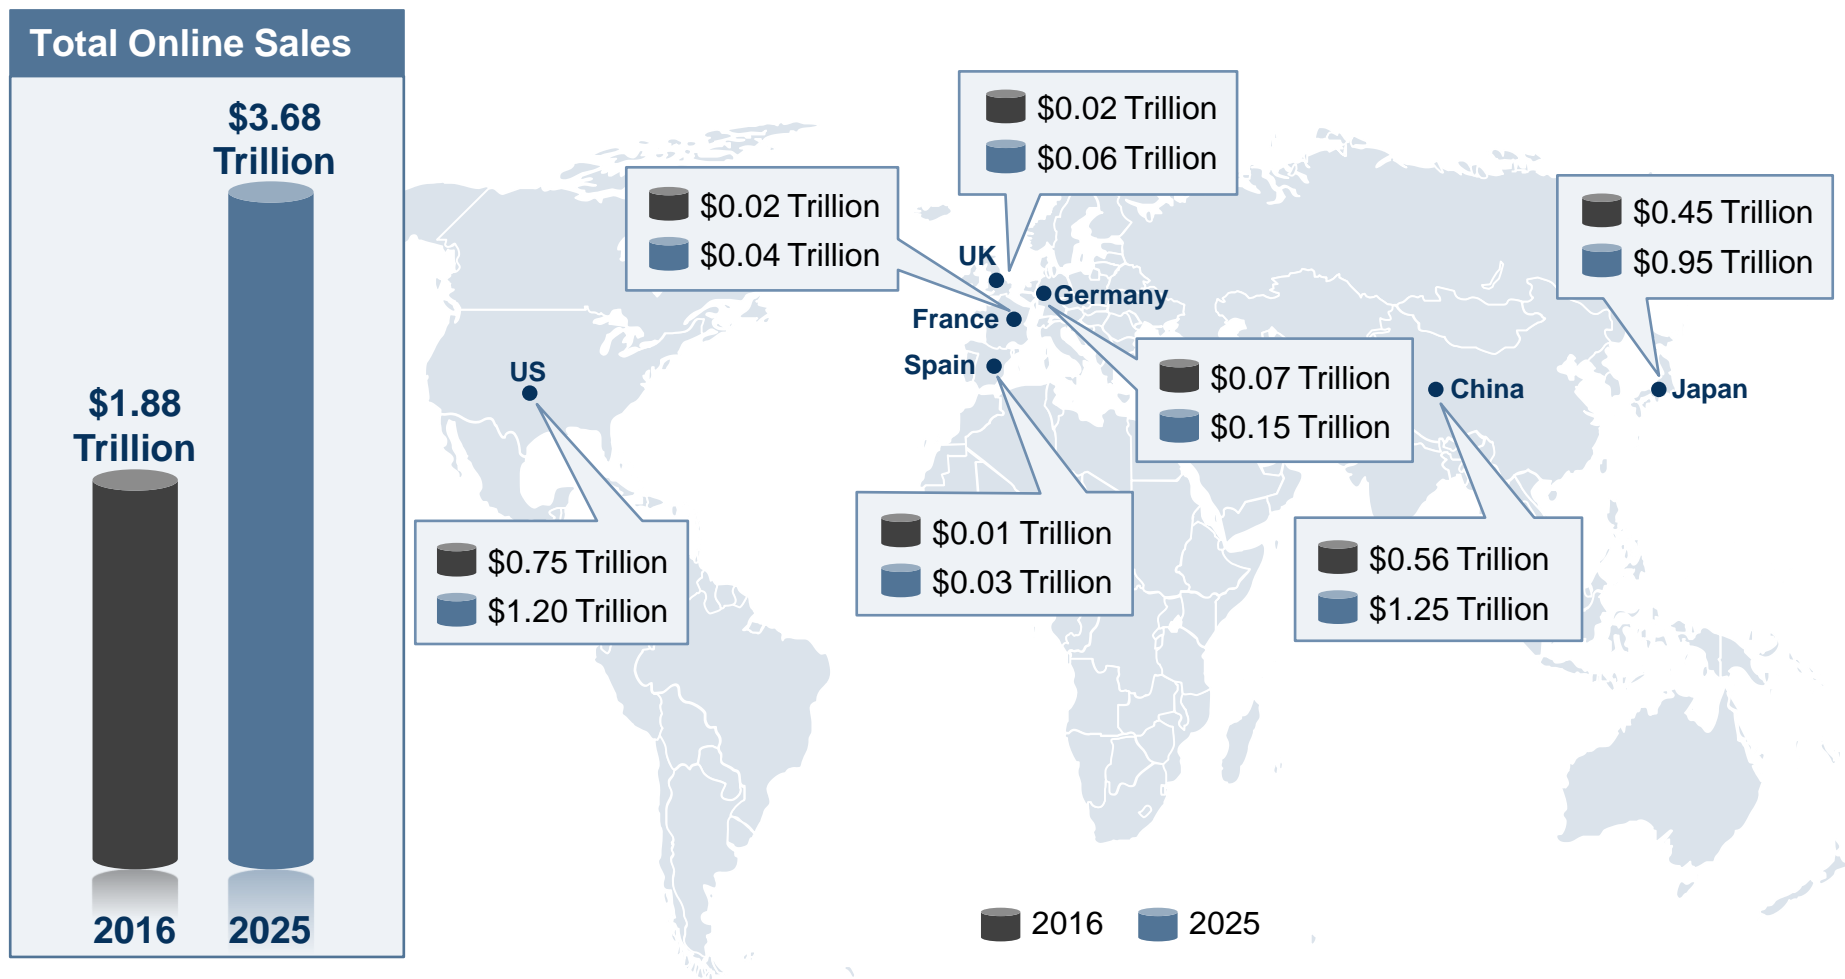 Total Online Sales
$3.68
Trillion
$1.88
Trillion
2016
2025
$0.02 Trillion
$0.06 Trillion
UK
$0.02 Trillion
$0.04 Trillion
France
Germany
$0.07 Trillion
$0.15 Trillion
Spain
$0.01 Trillion
$0.03 Trillion
US
$0.75 Trillion
$1.20 Trillion
China
$0.56 Trillion
$1.25 Trillion
$0.45 Trillion
$0.95 Trillion
Japan
2016
2025